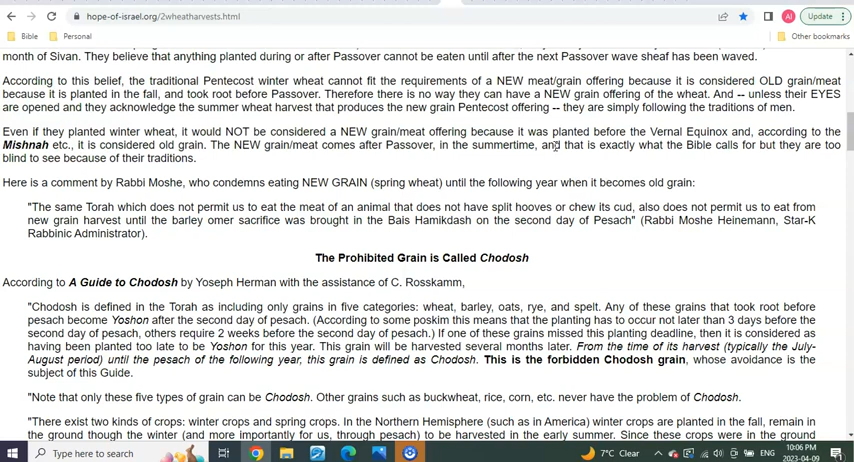 hope-of-israel.org/2wheatharvests.html
Update
Bible
Personal
Other bookmarks
month of Sivan. They believe that anything planted during or after Passover cannot be eaten until after the next Passover wave sheaf has been waved.
According to this belief, the traditional Pentecost winter wheat cannot fit the requirements of a NEW meat/grain offering because it is considered OLD grain/meat
because it is planted in the fall, and took root before Passover. Therefore there is no way they can have a NEW grain offering of the wheat. And -- unless their EYES
are opened and they acknowledge the summer wheat harvest that produces the new grain Pentecost offering -- they are simply following the traditions of men.
Even if they planted winter wheat, it would NOT be considered a NEW grain/meat offering because it was planted before the Vernal Equinox and, according to the
Mishnah etc., it is considered old grain. The NEW grain/meat comes after Passover, in the summertime, and that is exactly what the Bible calls for but they are too
blind to see because of their traditions.
Here is a comment by Rabbi Moshe, who condemns eating NEW GRAIN (spring wheat) until the following year when it becomes old grain:
"The same Torah which does not permit us to eat the meat of an animal that does not have split hooves or chew its cud, also does not permit us to eat from
new grain harvest until the barley omer sacrifice was brought in the Bais Hamikdash on the second day of Pesach" (Rabbi Moshe Heinemann, Star-K
Rabbinic Administrator).
The Prohibited Grain is Called Chodosh
According to A Guide to Chodosh by Yoseph Herman with the assistance of C. Rosskamm,
"Chodosh is defined in the Torah as including only grains in five categories: wheat, barley, oats, rye, and spelt. Any of these grains that took root before
pesach become Yoshon after the second day of pesach. (According to some poskim this means that the planting has to occur not later than 3 days before the
second day of pesach, others require 2 weeks before the second day of pesach.) If one of these grains missed this planting deadline, then it is considered as
having been planted too late to be Yoshon for this year. This grain will be harvested several months later. From the time of its harvest (typically the July-
August period) until the pesach of the following year, this grain is defined as Chodosh. This is the forbidden Chodosh grain, whose avoidance is the
subject of this Guide.
"Note that only these five types of grain can be Chodosh. Other grains such as buckwheat, rice, corn, etc. never have the problem of Chodosh.
"There exist two kinds of crops: winter crops and spring crops. In the Northern Hemisphere (such as in America) winter crops are planted in the fall, remain in
the ground though the winter (and more importantly for us, through pesach) to be harvested in the early summer. Since these crops were in the ground
Type here to search
7°C Clear
ENG
10:06 PM
2023-04-09